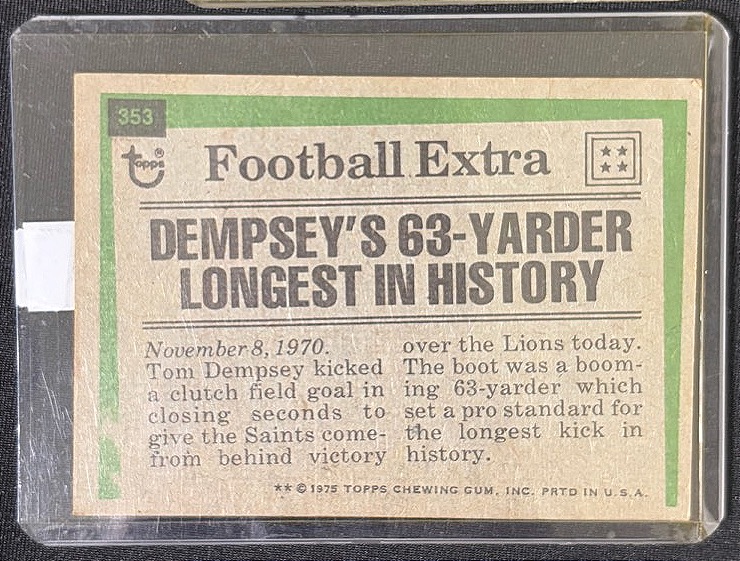 353
topps®
Football Extra
DEMPSEY'S 63-YARDER
LONGEST IN HISTORY
November 8, 1970.
Tom Dempsey kicked
a clutch field goal in
closing seconds to
give the Saints come-
from behind victory
over the Lions today.
The boot was a boom-
ing 63-yarder which
set a pro standard for
the longest kick in
history.
** © 1975 TOPPS CHEWING GUM, INC. PRTD IN U.S.A.